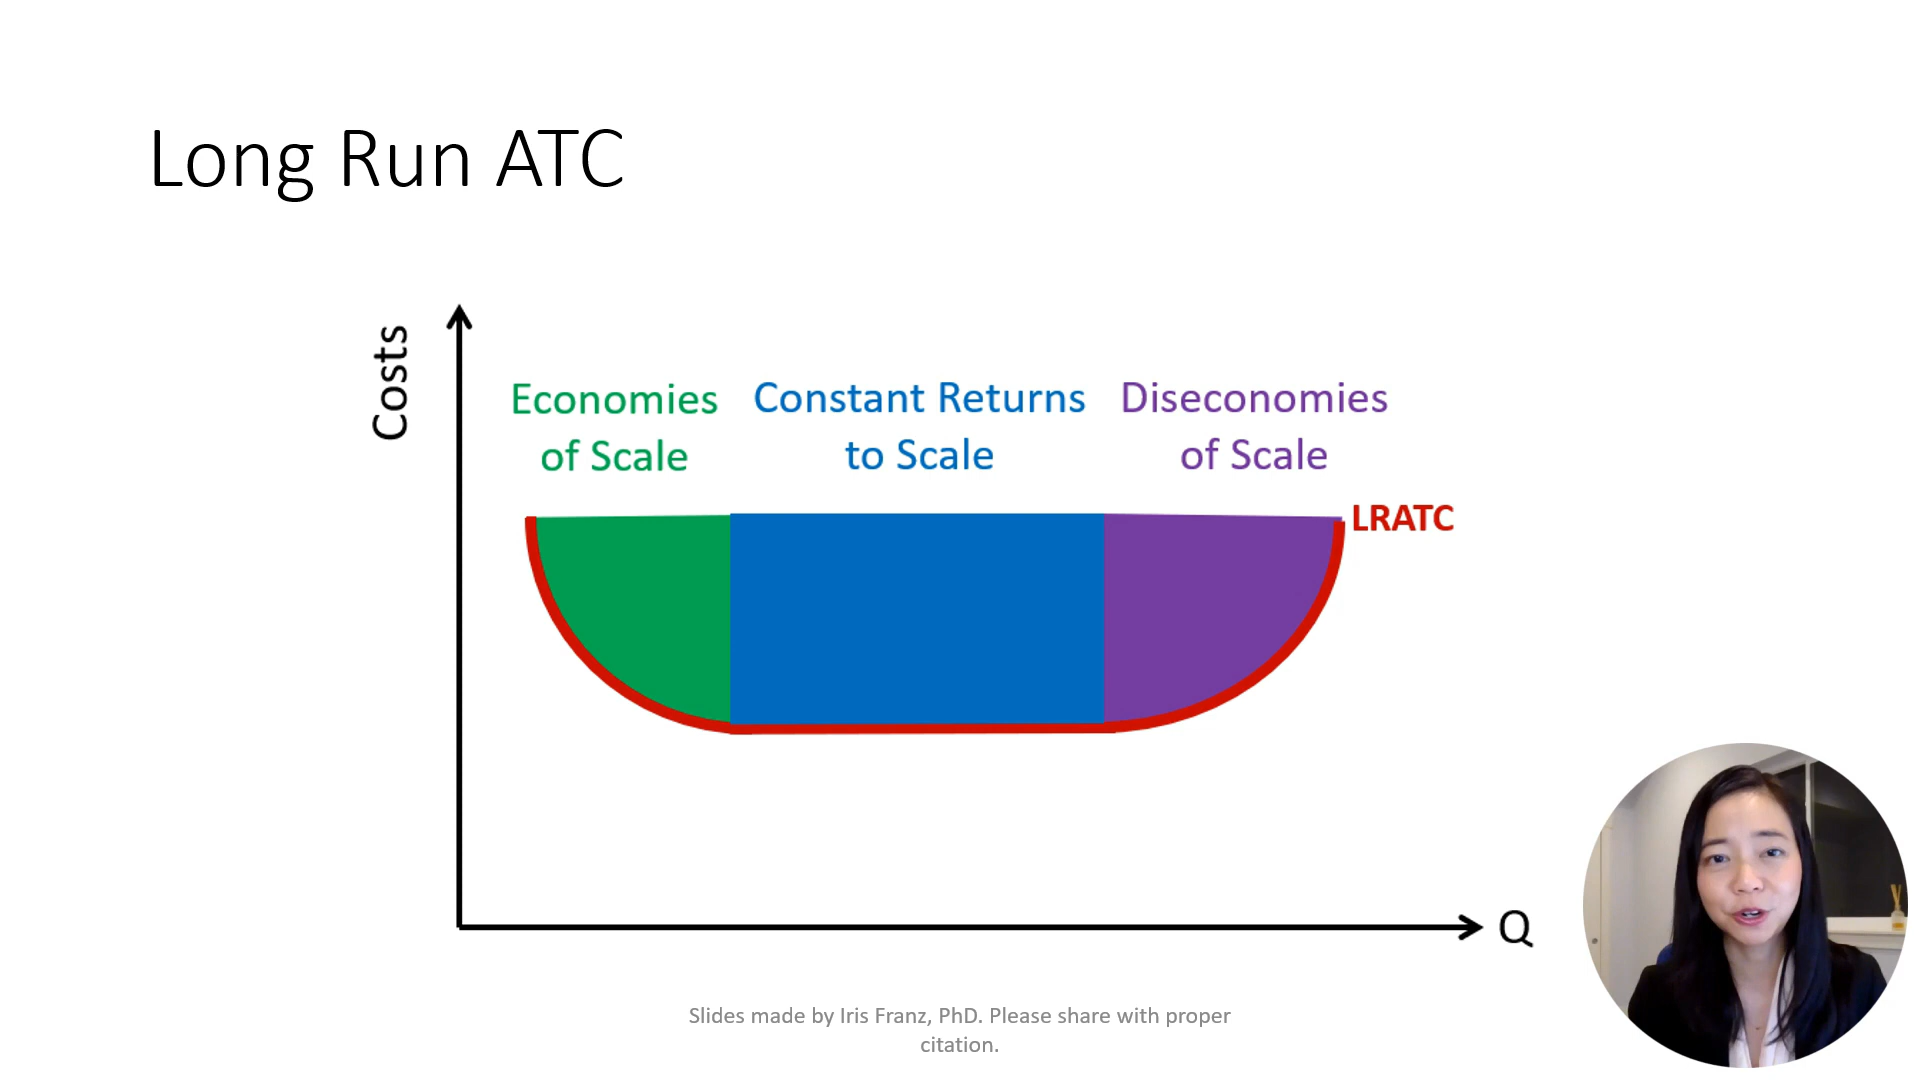 Long Run ATC
Costs
Economies
of Scale
Constant Returns
to Scale
Diseconomies
of Scale
LRATC
Q
Slides made by Iris Franz, PhD. Please share with proper
citation.